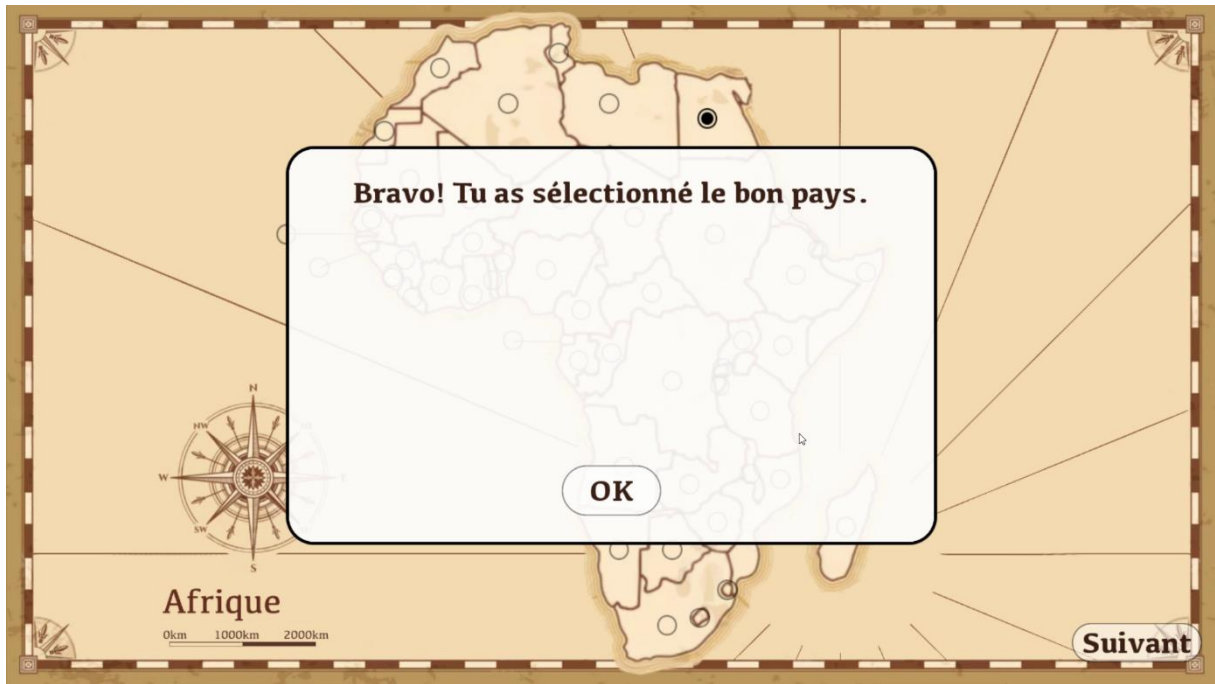 Bravo! Tu as sélectionné le bon pays.
OK
N
NW
W
SW
S
Afrique
0km 1000km 2000km
Suivant